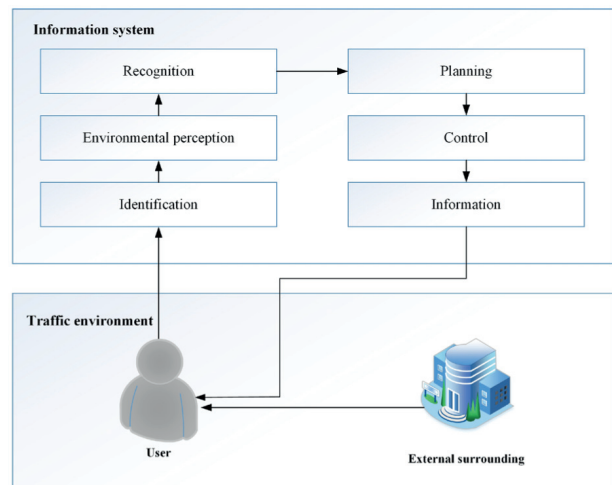 Information system
Recognition
Planning
Environmental perception
Control
Identification
Information
Traffic environment
User
External surrounding